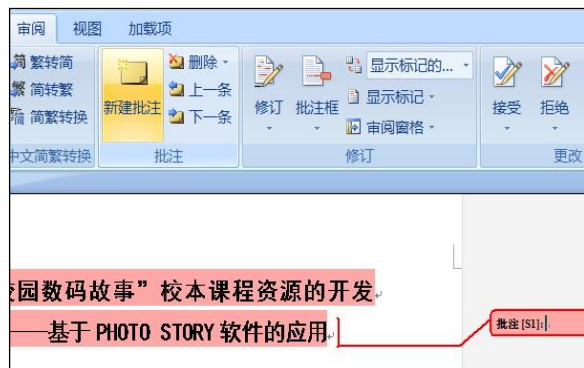 审阅 视图 加载项
繁转简 删除 显示标记的...
简转繁 上一条 显示标记
简繁转换 新建批注 下一条 修订 批注框 审阅窗格 接受 拒绝
中文简繁转换 批注 修订 更改
园数码故事”校本课程资源的开发
——基于 PHOTO STORY 软件的应用
批注 [S1]: